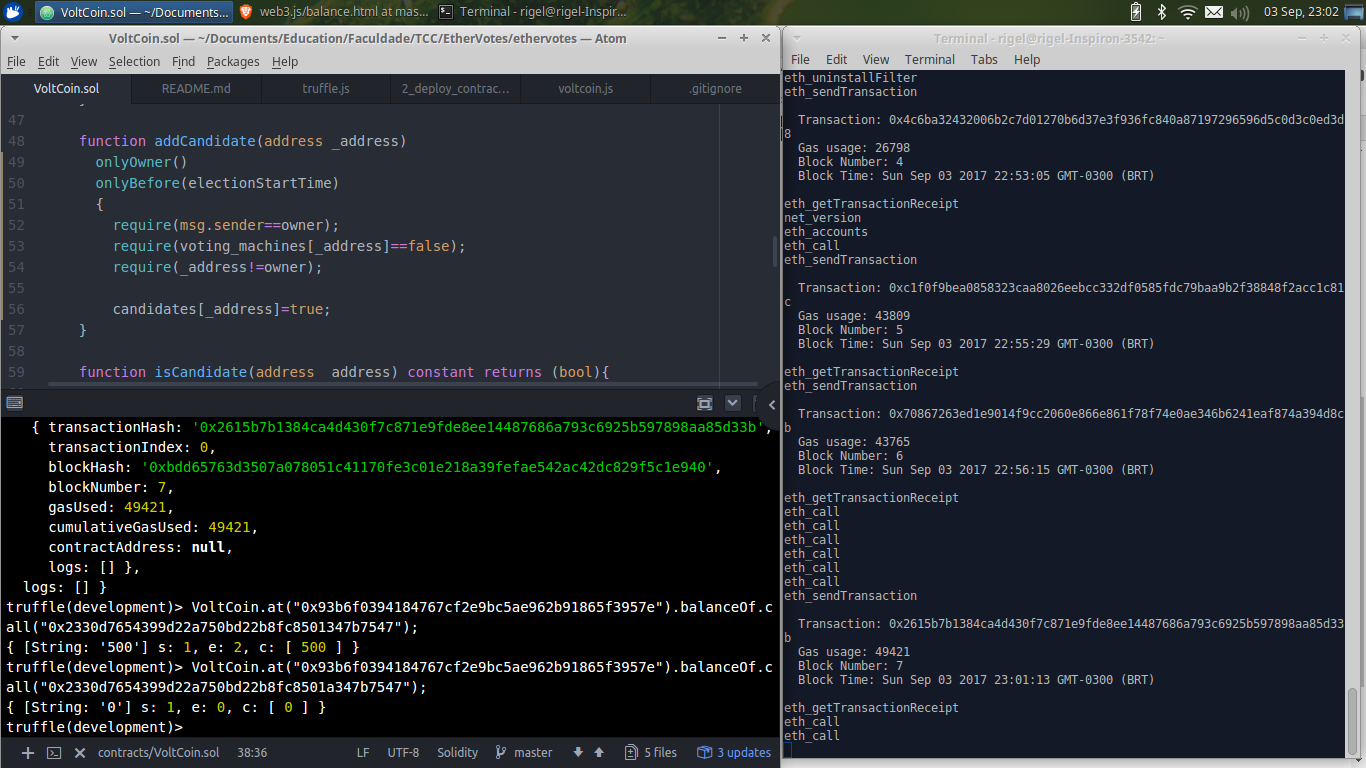 VoltCoin.sol — ~/Documents...
web3.js/balance.html at mas...
Terminal - rigel@rigel-Inspir...
03 Sep, 23:02
VoltCoin.sol — ~/Documents/Education/Faculdade/TCC/EtherVotes/ethervotes — Atom
File Edit View Selection Find Packages Help
VoltCoin.sol README.md truffle.js 2_deploy_contrac... voltcoin.js .gitignore
47
48 function addCandidate(address _address)
49 onlyOwner()
50 onlyBefore(electionStartTime)
51 {
52 require(msg.sender==owner);
53 require(voting_machines[_address]==false);
54 require(_address!=owner);
55
56 candidates[_address]=true;
57 }
58
59 function isCandidate(address address) constant returns (bool){
{ transactionHash: '0x2615b7b1384ca4d430f7c871e9fde8ee14487686a793c6925b597898aa85d33b',
transactionIndex: 0,
blockHash: '0xbdd65763d3507a078051c41170fe3c01e218a39fefae542ac42dc829f5c1e940',
blockNumber: 7,
gasUsed: 49421,
cumulativeGasUsed: 49421,
contractAddress: null,
logs: [] },
logs: [] }
truffle(development)> VoltCoin.at("0x93b6f0394184767cf2e9bc5ae962b91865f3957e").balanceOf.c
all("0x2330d7654399d22a750bd22b8fc8501347b7547");
{ [String: '500'] s: 1, e: 2, c: [ 500 ] }
truffle(development)> VoltCoin.at("0x93b6f0394184767cf2e9bc5ae962b91865f3957e").balanceOf.c
all("0x2330d7654399d22a750bd22b8fc8501a347b7547");
{ [String: '0'] s: 1, e: 0, c: [ 0 ] }
truffle(development)>
contracts/VoltCoin.sol 38:36 LF UTF-8 Solidity master 5 files 3 updates
Terminal - rigel@rigel-Inspiron-3542: ~
File Edit View Terminal Tabs Help
eth_uninstallFilter
eth_sendTransaction
Transaction: 0x4c6ba32432006b2c7d01270b6d37e3f936fc840a87197296596d5c0d3c0ed3d
8
Gas usage: 26798
Block Number: 4
Block Time: Sun Sep 03 2017 22:53:05 GMT-0300 (BRT)
eth_getTransactionReceipt
net_version
eth_accounts
eth_call
eth_sendTransaction
Transaction: 0xc1f0f9bea0858323caa8026eebcc332df0585fdc79baa9b2f38848f2acc1c81
c
Gas usage: 43809
Block Number: 5
Block Time: Sun Sep 03 2017 22:55:29 GMT-0300 (BRT)
eth_getTransactionReceipt
eth_sendTransaction
Transaction: 0x70867263ed1e9014f9cc2060e866e861f78f74e0ae346b6241eaf874a394d8c
b
Gas usage: 43765
Block Number: 6
Block Time: Sun Sep 03 2017 22:56:15 GMT-0300 (BRT)
eth_getTransactionReceipt
eth_call
eth_call
eth_call
eth_call
eth_call
eth_call
eth_sendTransaction
Transaction: 0x2615b7b1384ca4d430f7c871e9fde8ee14487686a793c6925b597898aa85d33
b
Gas usage: 49421
Block Number: 7
Block Time: Sun Sep 03 2017 23:01:13 GMT-0300 (BRT)
eth_getTransactionReceipt
eth_call
eth_call